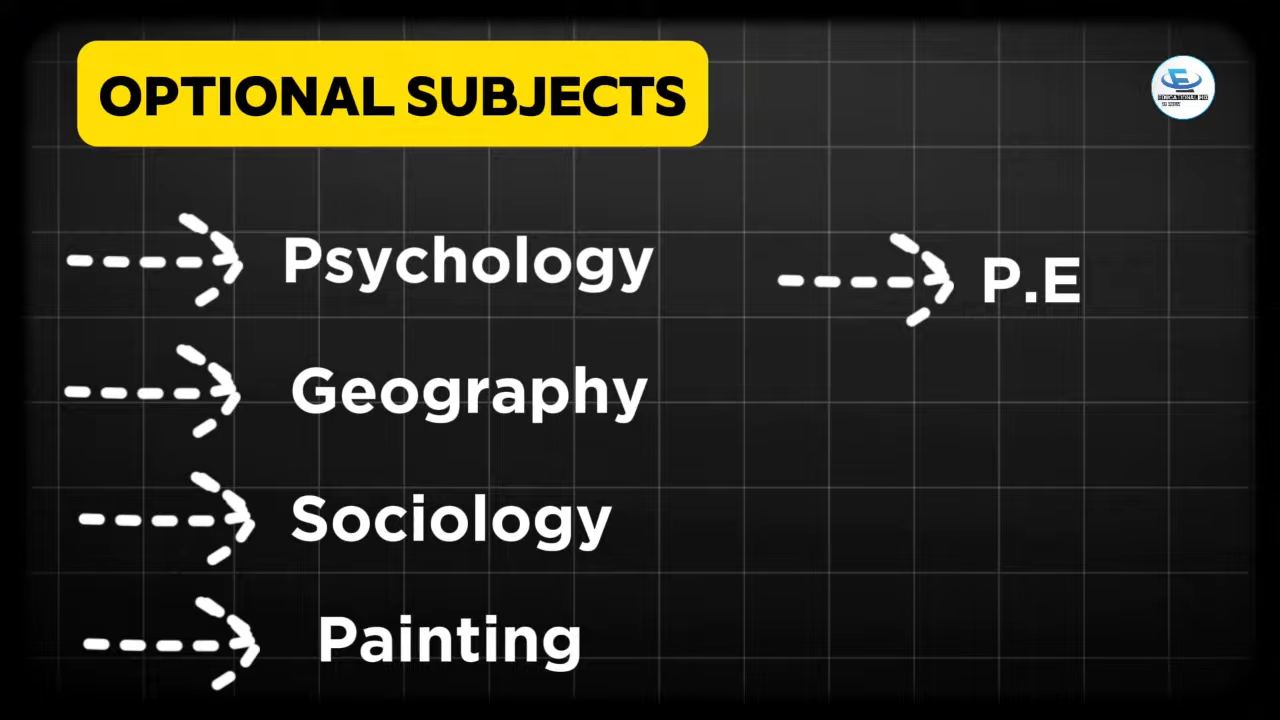 OPTIONAL SUBJECTS
Psychology
Geography
Sociology
Painting
P.E